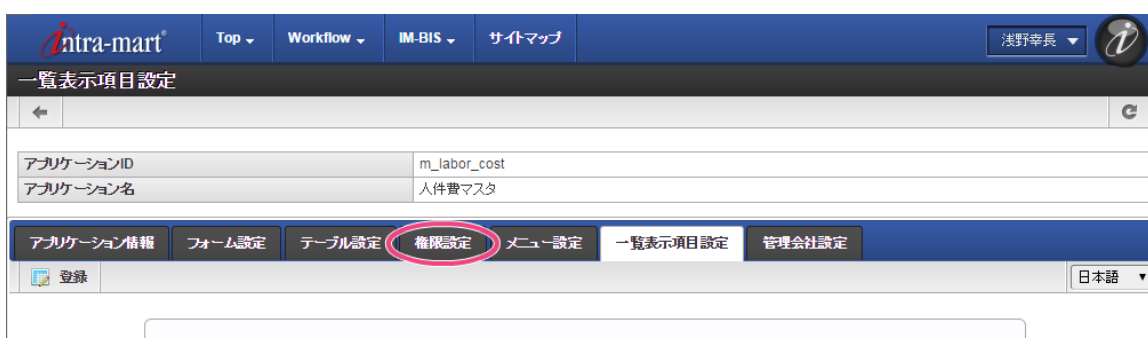 intra-mart® Top Workflow IM-BIS サイトマップ 浅野幸長
一覧表示項目設定
アプリケーションID m_labor_cost
アプリケーション名 人件費マスタ
アプリケーション情報 フォーム設定 テーブル設定 権限設定 メニュー設定 一覧表示項目設定 管理会社設定
登録 日本語